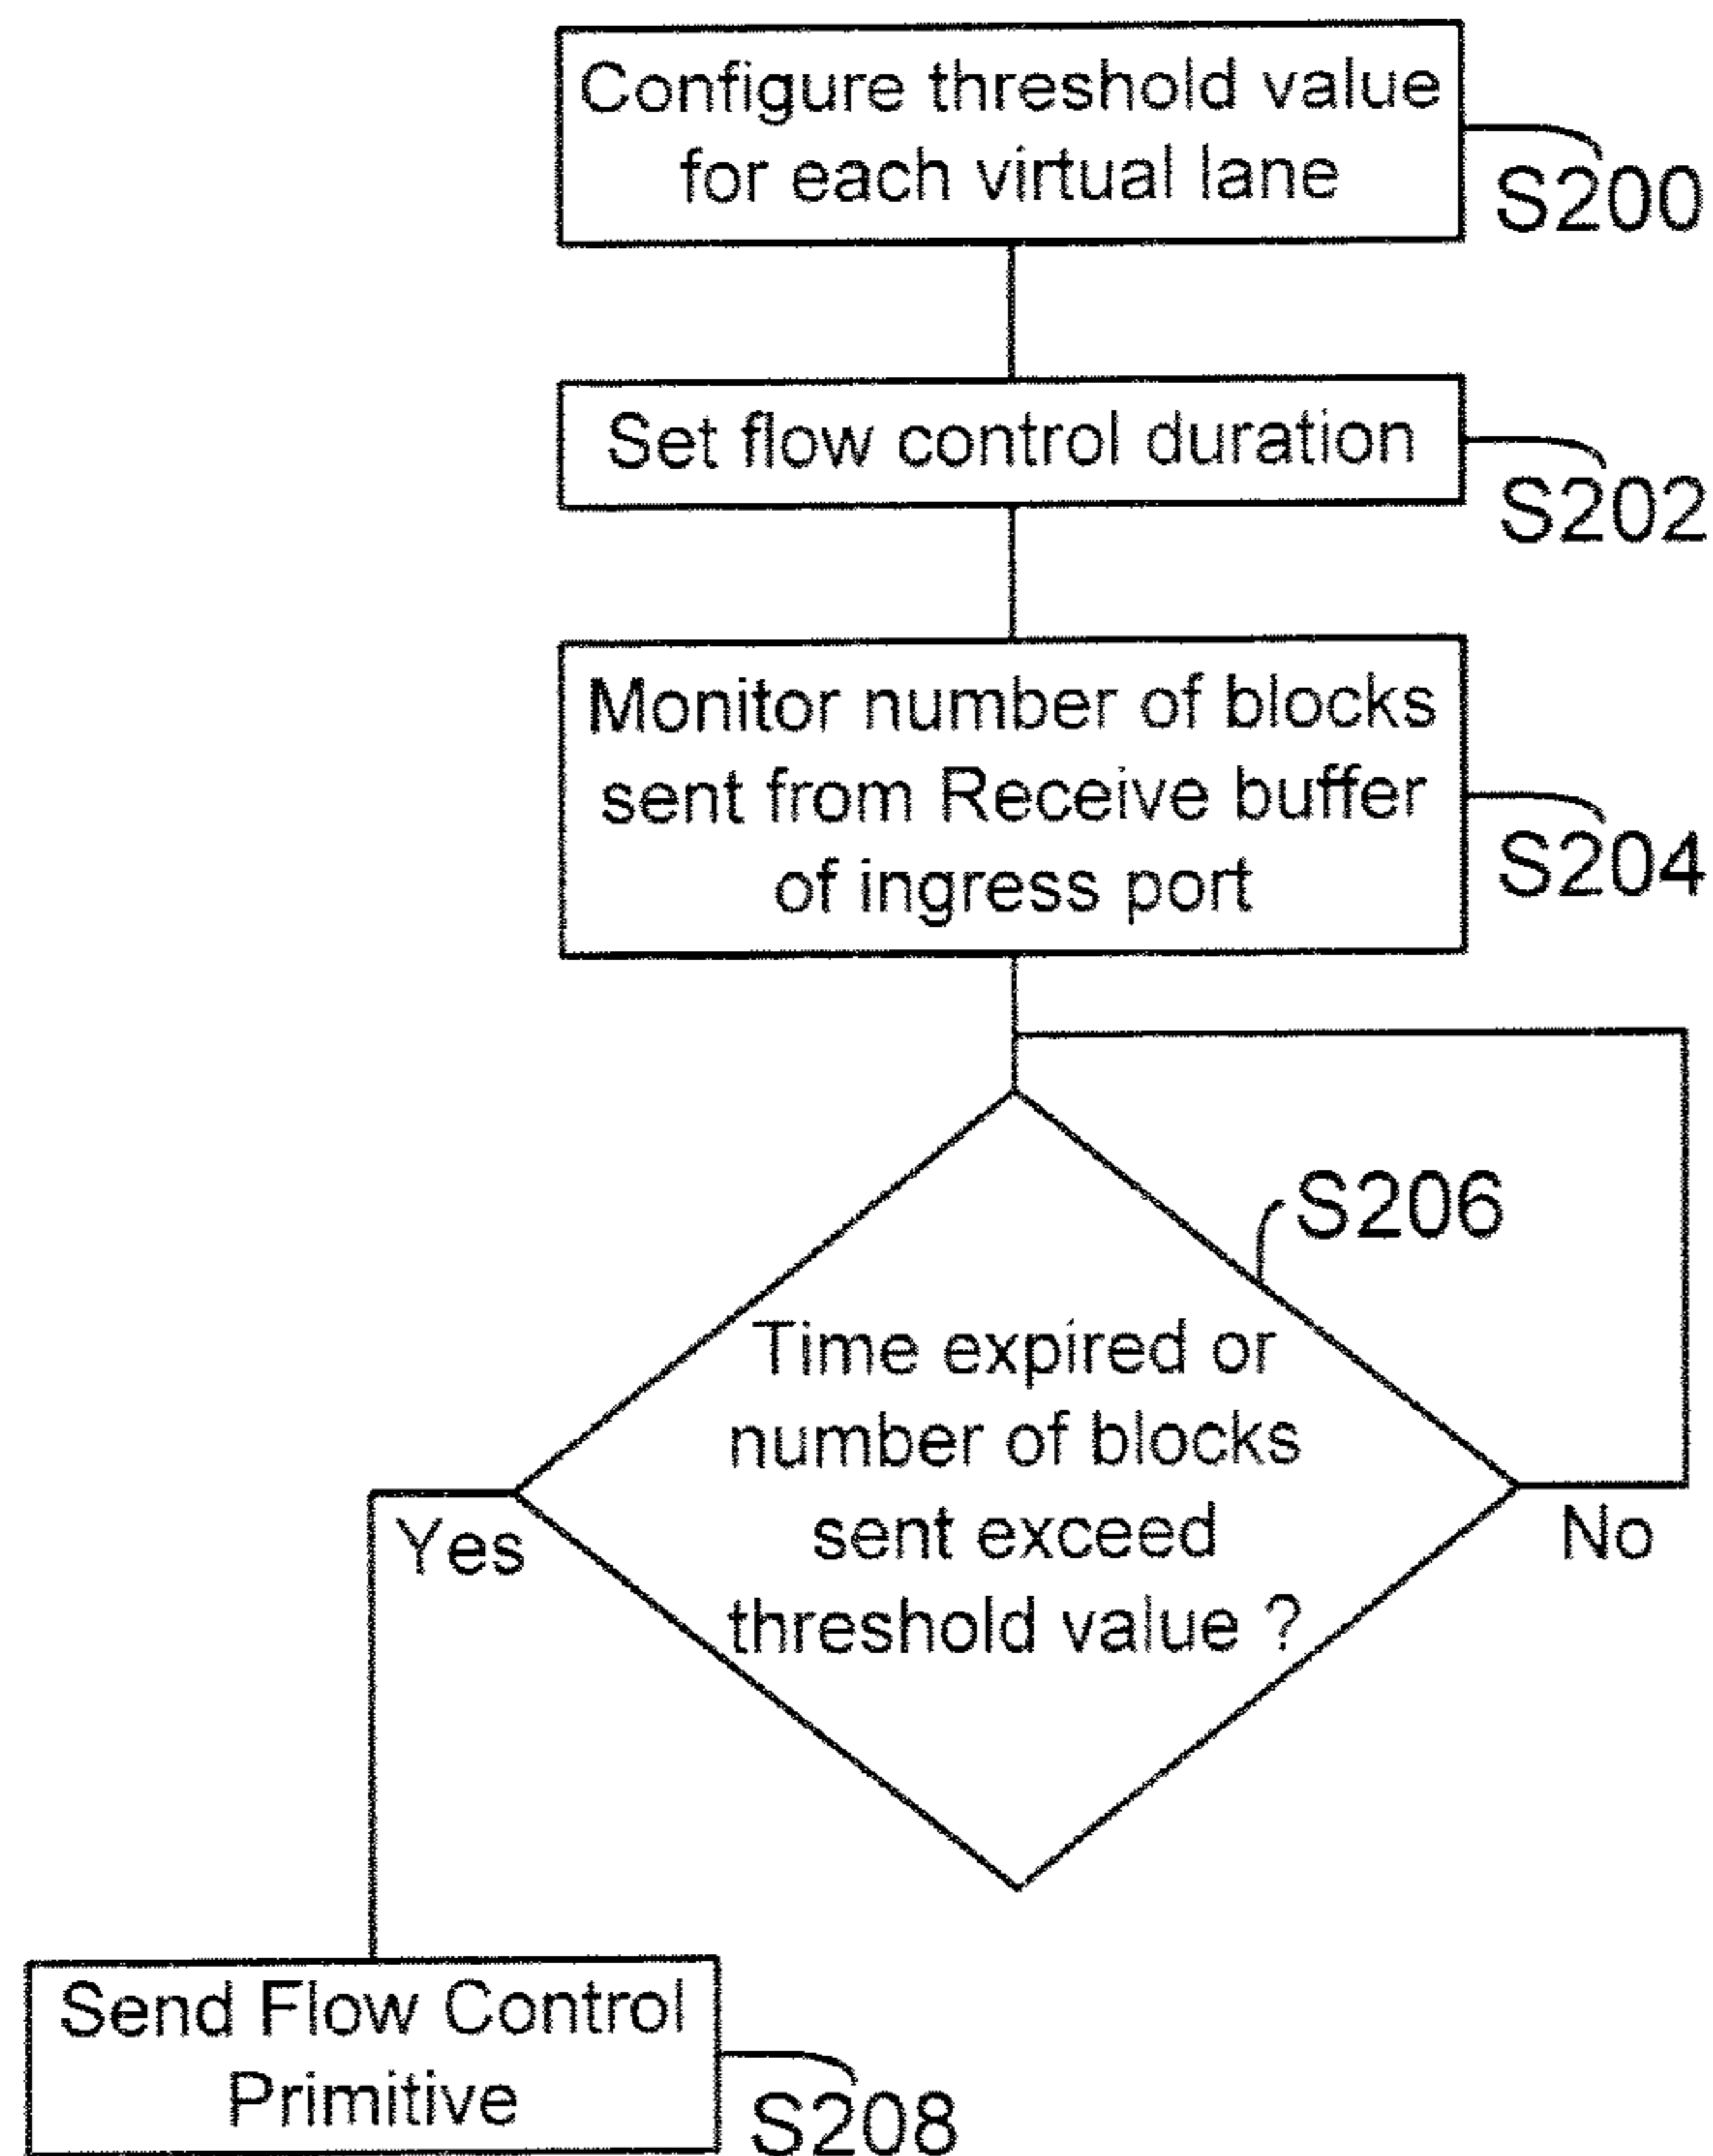 Configure threshold value
for each virtual lane
S200
Set flow control duration
S202
Monitor number of blocks
sent from Receive buffer
of ingress port
S204
S206
Time expired or
number of blocks
sent exceed
threshold value ?
Yes
No
Send Flow Control
Primitive
S208